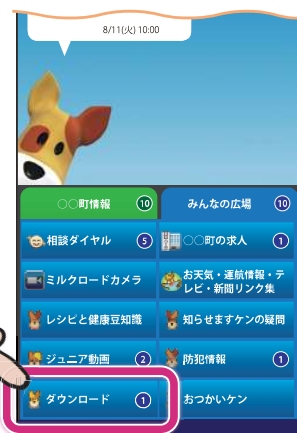 8/11(火) 10:00
○○町情報 10
みんなの広場 10
相談ダイヤル 5
○○町の求人 1
ミルクロードカメラ
お天気・運航情報・テ
レビ・新聞リンク集
レシピと健康豆知識
知らせますケンの疑問
ジュニア動画 2
防犯情報 1
ダウンロード 1
おつかいケン